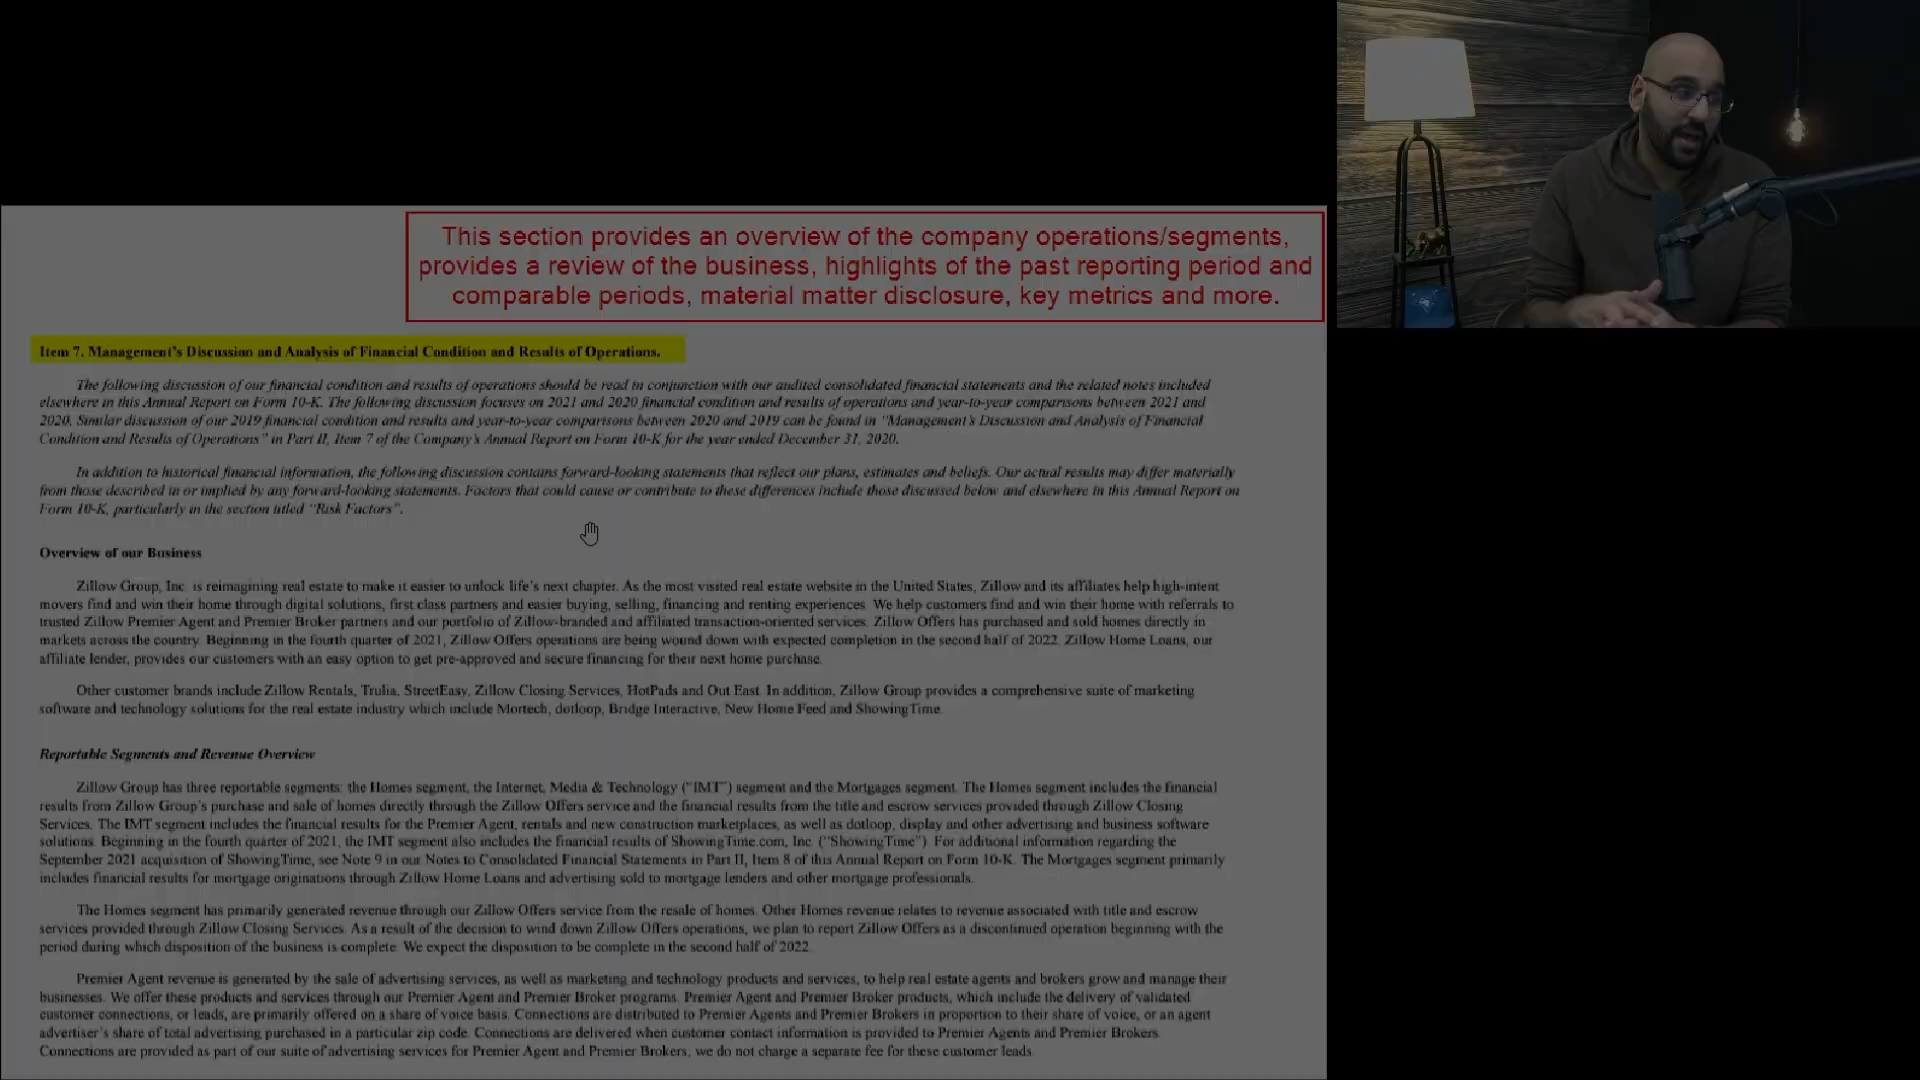 This section provides an overview of the company operations/segments,
provides a review of the business, highlights of the past reporting period and
comparable periods, material matter disclosure, key metrics and more.
Item 7. Management's Discussion and Analysis of Financial Condition and Results of Operations.
The following discussion of our financial condition and results of operations should be read in conjunction with our audited consolidated financial statements and the related notes included
elsewhere in this Annual Report on Form 10-K. The following discussion focuses on 2021 and 2020 financial condition and results of operations and year-to-year comparisons between 2021 and
2020. Similar discussion of our 2019 financial condition and results and year-to-year comparisons between 2020 and 2019 can be found in "Management's Discussion and Analysis of Financial
Condition and Results of Operations" in Part II, Item 7 of the Company's Annual Report on Form 10-K for the year ended December 31, 2020.
In addition to historical financial information, the following discussion contains forward-looking statements that reflect our plans, estimates and beliefs. Our actual results may differ materially
from those described in or implied by any forward-looking statements. Factors that could cause or contribute to these differences include those discussed below and elsewhere in this Annual Report on
Form 10-K, particularly in the section titled "Risk Factors".
Overview of our Business
Zillow Group, Inc. is reimagining real estate to make it easier to unlock life's next chapter. As the most visited real estate website in the United States, Zillow and its affiliates help high-intent
movers find and win their home through digital solutions, first class partners and easier buying, selling, financing and renting experiences. We help customers find and win their home with referrals to
trusted Zillow Premier Agent and Premier Broker partners and our portfolio of Zillow-branded and affiliated transaction-oriented services. Zillow Offers has purchased and sold homes directly in
markets across the country. Beginning in the fourth quarter of 2021, Zillow Offers operations are being wound down with expected completion in the second half of 2022. Zillow Home Loans, our
affiliate lender, provides our customers with an easy option to get pre-approved and secure financing for their next home purchase.
Other customer brands include Zillow Rentals, Trulia, StreetEasy, Zillow Closing Services, HotPads and Out East. In addition, Zillow Group provides a comprehensive suite of marketing
software and technology solutions for the real estate industry which include Mortech, dotloop, Bridge Interactive, New Home Feed and ShowingTime.
Reportable Segments and Revenue Overview
Zillow Group has three reportable segments: the Homes segment, the Internet, Media & Technology ("IMT") segment and the Mortgages segment. The Homes segment includes the financial
results from Zillow Group's purchase and sale of homes directly through the Zillow Offers service and the financial results from the title and escrow services provided through Zillow Closing
Services. The IMT segment includes the financial results for the Premier Agent, rentals and new construction marketplaces, as well as dotloop, display and other advertising and business software
solutions. Beginning in the fourth quarter of 2021, the IMT segment also includes the financial results of ShowingTime.com, Inc. ("ShowingTime"). For additional information regarding the
September 2021 acquisition of ShowingTime, see Note 9 in our Notes to Consolidated Financial Statements in Part II, Item 8 of this Annual Report on Form 10-K. The Mortgages segment primarily
includes financial results for mortgage originations through Zillow Home Loans and advertising sold to mortgage lenders and other mortgage professionals.
The Homes segment has primarily generated revenue through our Zillow Offers service from the resale of homes. Other Homes revenue relates to revenue associated with title and escrow
services provided through Zillow Closing Services. As a result of the decision to wind down Zillow Offers operations, we plan to report Zillow Offers as a discontinued operation beginning with the
period during which disposition of the business is complete. We expect the disposition to be complete in the second half of 2022.
Premier Agent revenue is generated by the sale of advertising services, as well as marketing and technology products and services, to help real estate agents and brokers grow and manage their
businesses. We offer these products and services through our Premier Agent and Premier Broker programs. Premier Agent and Premier Broker products, which include the delivery of validated
customer connections, or leads, are primarily offered on a share of voice basis. Connections are distributed to Premier Agents and Premier Brokers in proportion to their share of voice, or an agent
advertiser's share of total advertising purchased in a particular zip code. Connections are delivered when customer contact information is provided to Premier Agents and Premier Brokers.
Connections are provided as part of our suite of advertising services for Premier Agent and Premier Brokers; we do not charge a separate fee for these customer leads.